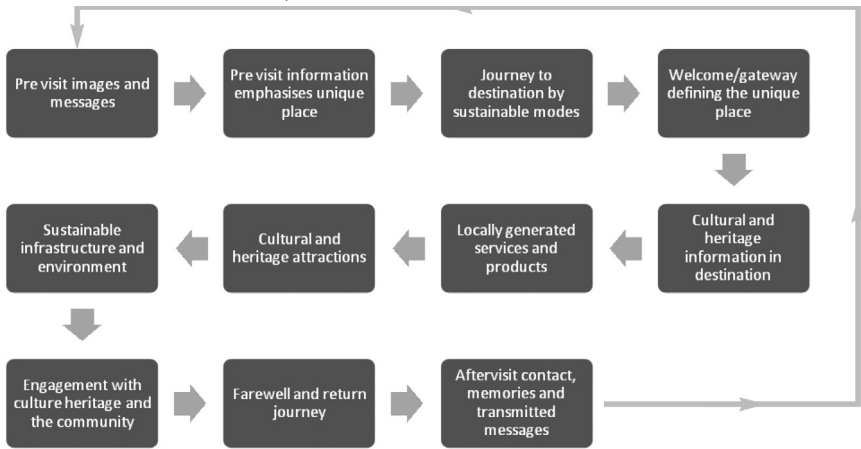 Pre visit images and
messages
Pre visit information
emphasises unique
place
Journey to
destination by
sustainable modes
Welcome/gateway
defining the unique
place
Cultural and
heritage
information in
destination
Locally generated
services and
products
Cultural and
heritage attractions
Sustainable
infrastructure and
environment
Engagement with
culture heritage and
the community
Farewell and return
journey
Aftervisit contact,
memories and
transmitted
messages